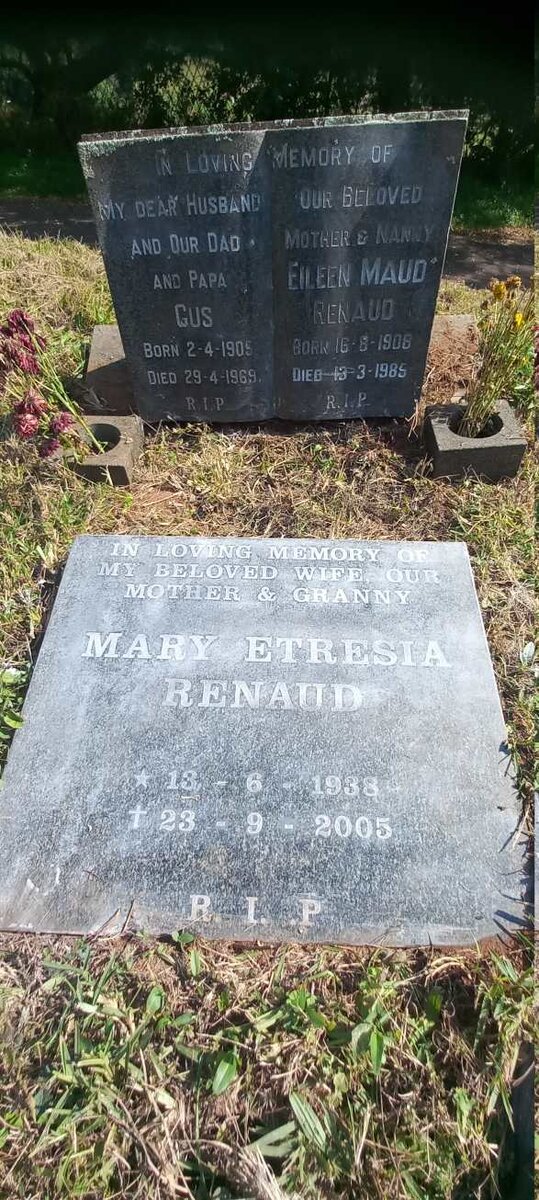 IN LOVING MEMORY OF
MY DEAR HUSBAND
AND OUR DAD
AND PAPA
GUS
BORN 2-4-1905
DIED 29-4-1969.
R.I.P
OUR BELOVED
MOTHER & NANNY
EILEEN MAUD
RENAUD
BORN 16-8-1908
DIED 13-3-1985
R.I.P.
IN LOVING MEMORY OF
MY BELOVED WIFE, OUR
MOTHER & GRANNY
MARY ETRESIA
RENAUD
★ 13 - 6 - 1938
✝ 23 - 9 - 2005
R.I.P